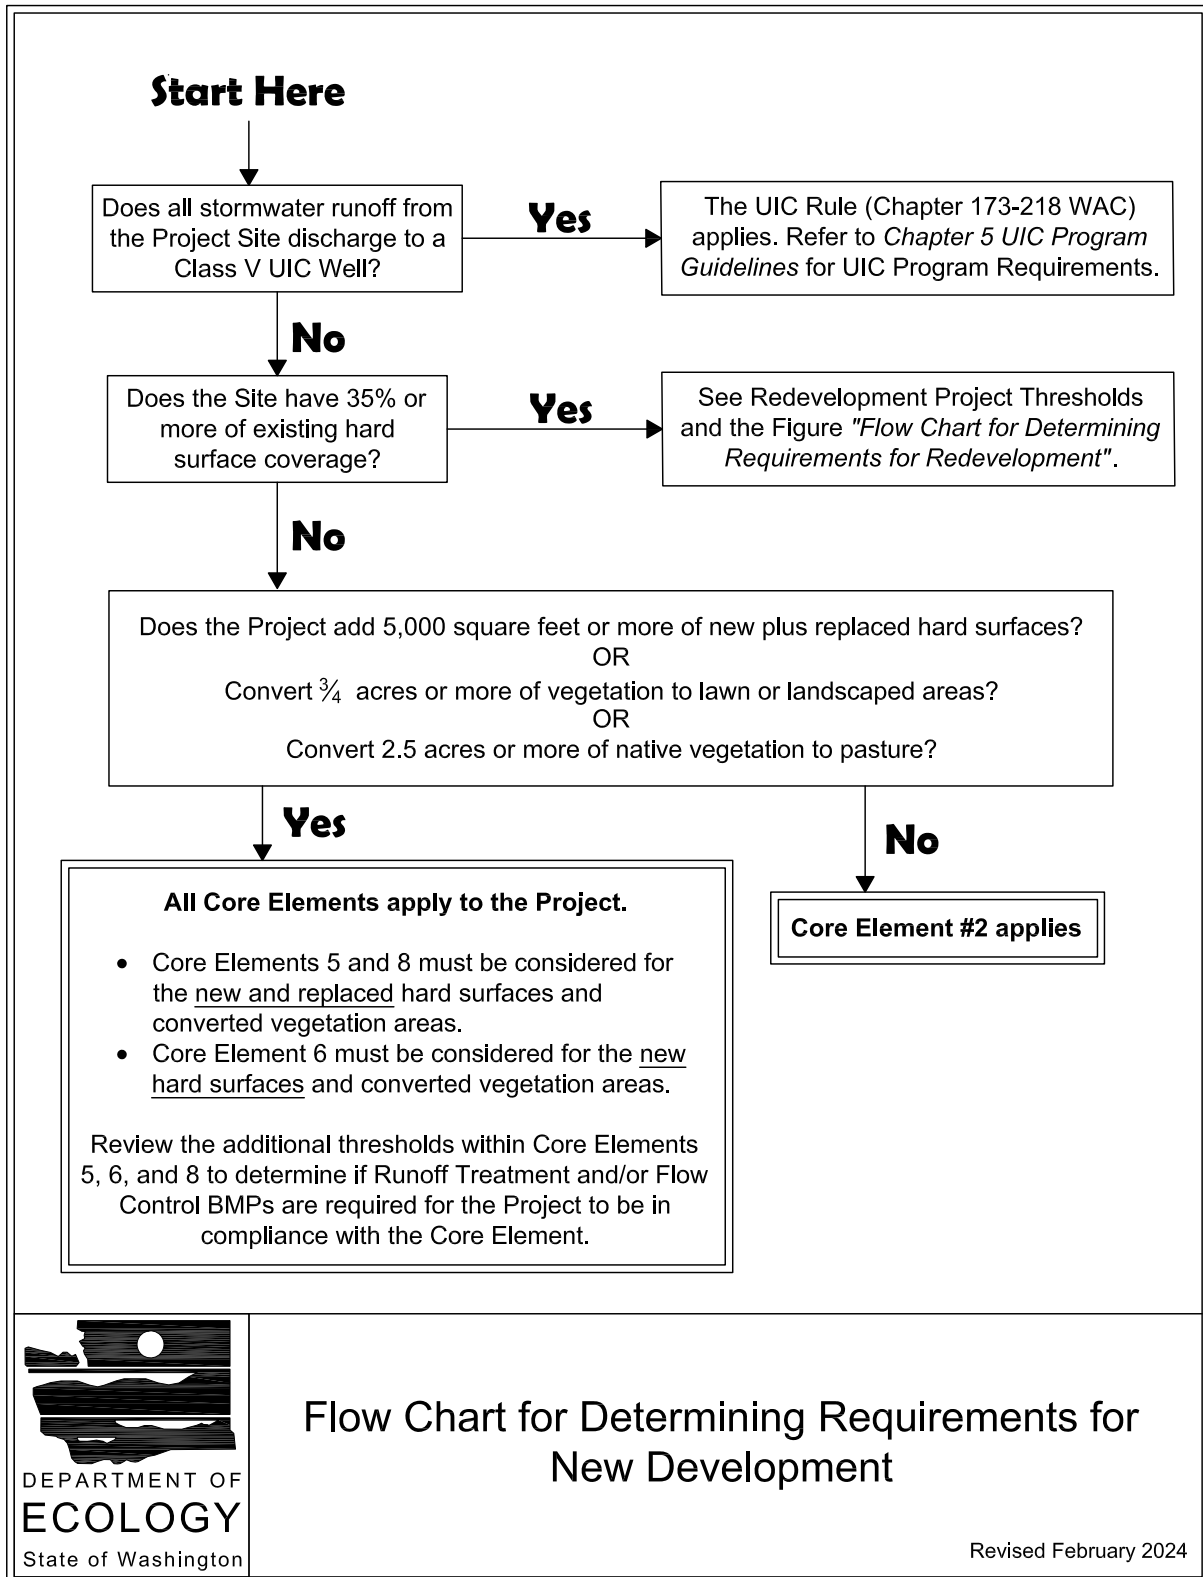 Start Here
Does all stormwater runoff from
the Project Site discharge to a
Class V UIC Well?
Yes
The UIC Rule (Chapter 173-218 WAC)
applies. Refer to Chapter 5 UIC Program
Guidelines for UIC Program Requirements.
No
Does the Site have 35% or
more of existing hard
surface coverage?
Yes
See Redevelopment Project Thresholds
and the Figure "Flow Chart for Determining
Requirements for Redevelopment".
No
Does the Project add 5,000 square feet or more of new plus replaced hard surfaces?
OR
Convert ¾ acres or more of vegetation to lawn or landscaped areas?
OR
Convert 2.5 acres or more of native vegetation to pasture?
Yes
No
All Core Elements apply to the Project.
• Core Elements 5 and 8 must be considered for
the new and replaced hard surfaces and
converted vegetation areas.
• Core Element 6 must be considered for the new
hard surfaces and converted vegetation areas.
Review the additional thresholds within Core Elements
5, 6, and 8 to determine if Runoff Treatment and/or Flow
Control BMPs are required for the Project to be in
compliance with the Core Element.
Core Element #2 applies
DEPARTMENT OF
ECOLOGY
State of Washington
Flow Chart for Determining Requirements for
New Development
Revised February 2024